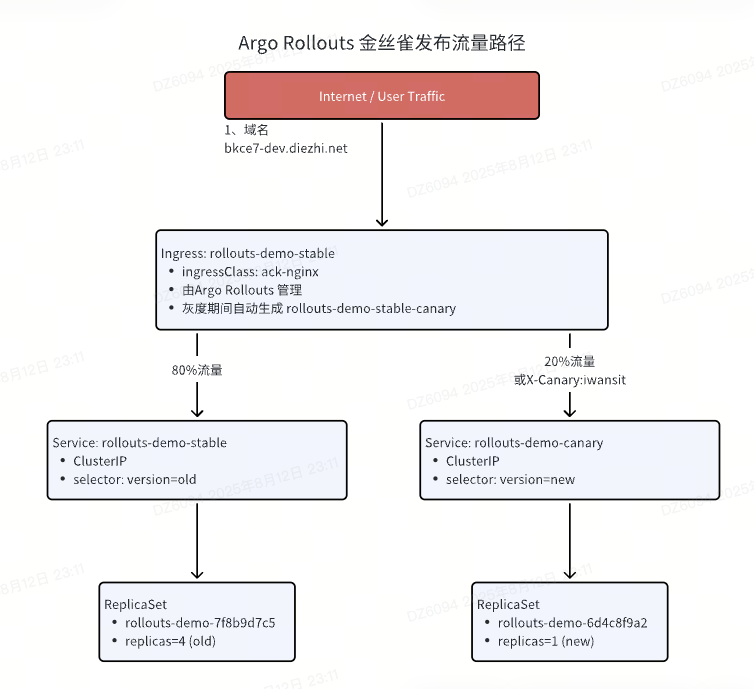 Argo Rollouts 金丝雀发布流量路径
Internet / User Traffic
1、域名
bkce7-dev.diezhi.net
Ingress: rollouts-demo-stable
• ingressClass: ack-nginx
• 由Argo Rollouts 管理
• 灰度期间自动生成 rollouts-demo-stable-canary
80%流量
20%流量
或X-Canary:iwansit
Service: rollouts-demo-stable
• ClusterIP
• selector: version=old
Service: rollouts-demo-canary
• ClusterIP
• selector: version=new
ReplicaSet
• rollouts-demo-7f8b9d7c5
• replicas=4 (old)
ReplicaSet
• rollouts-demo-6d4c8f9a2
• replicas=1 (new)
DZ6094 2025年8月12日 23:11